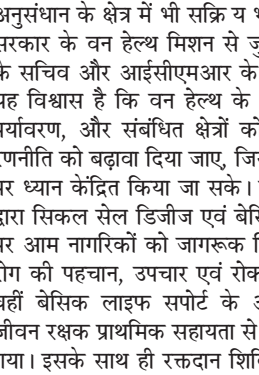 अनुसंधान के क्षेत्र में भी सक्रि य
सरकार के वन हेल्थ मिशन से
के सचिव और आईसीएमआर के
यह विश्वास है कि वन हेल्थ के
पर्यावरण, और संबंधित क्षेत्रों को
रणनीति को बढ़ावा दिया जाए,
पर ध्यान केंद्रित किया जा सके।
द्वारा सिकल सेल डिजीज एवं
पर आम नागरिकों को जागरूक
रोग की पहचान, उपचार एवं
वहीं बेसिक लाइफ सपोर्ट के
जीवन रक्षक प्राथमिक सहायता से
गया। इसके साथ ही रक्तदान